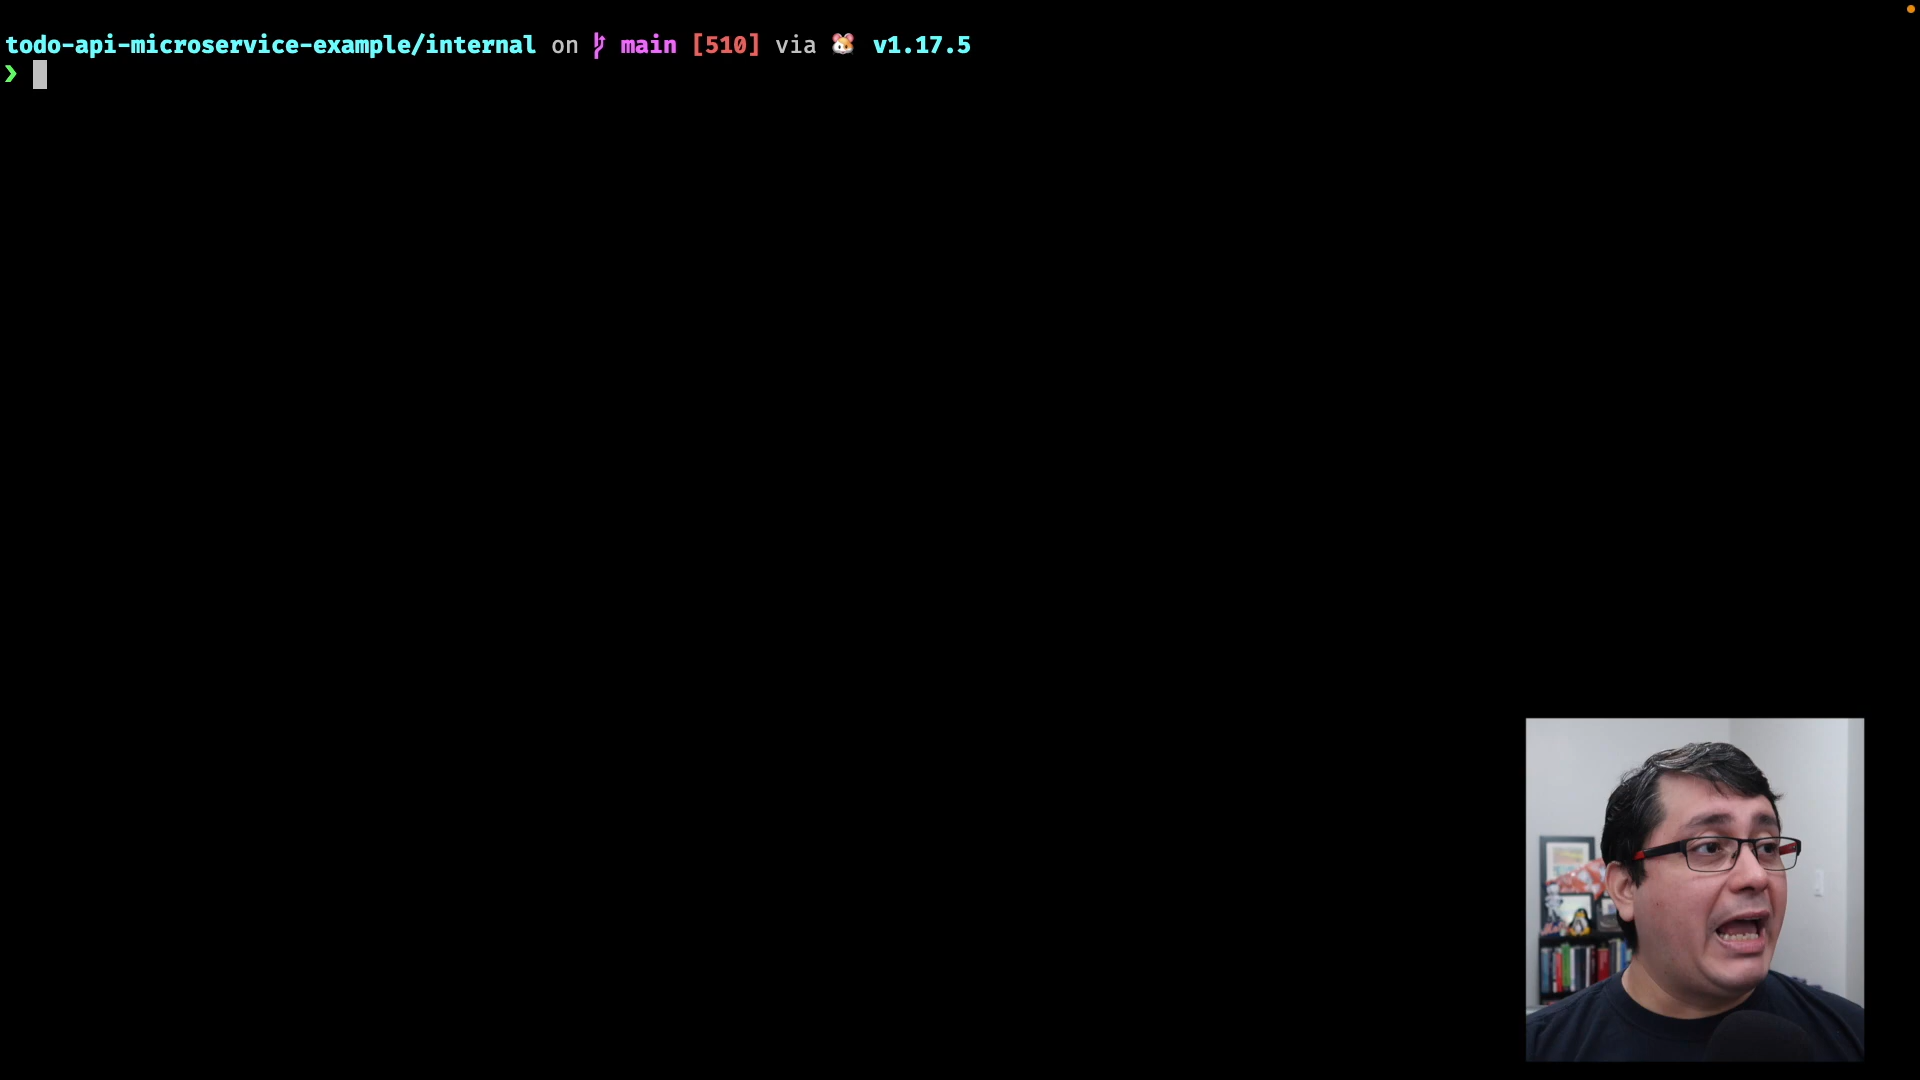 todo-api-microservice-example/internal on main [510] via 🐹 v1.17.5
❯